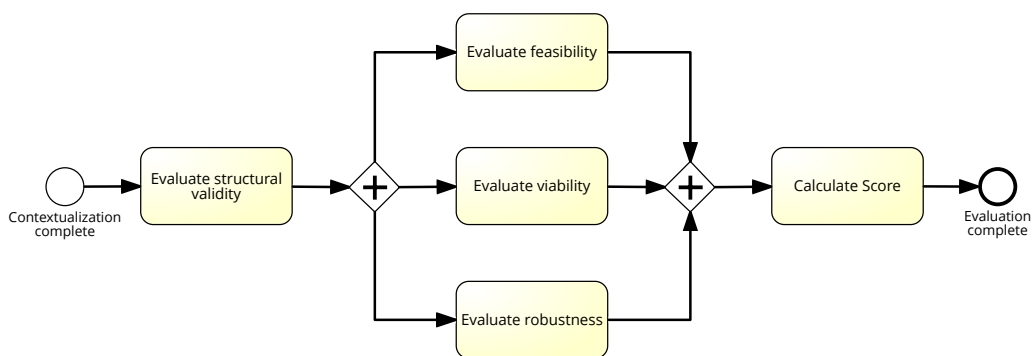 Evaluate feasibility
Contextualization
complete
Evaluate structural
validity
Evaluate viability
Calculate Score
Evaluation
complete
Evaluate robustness